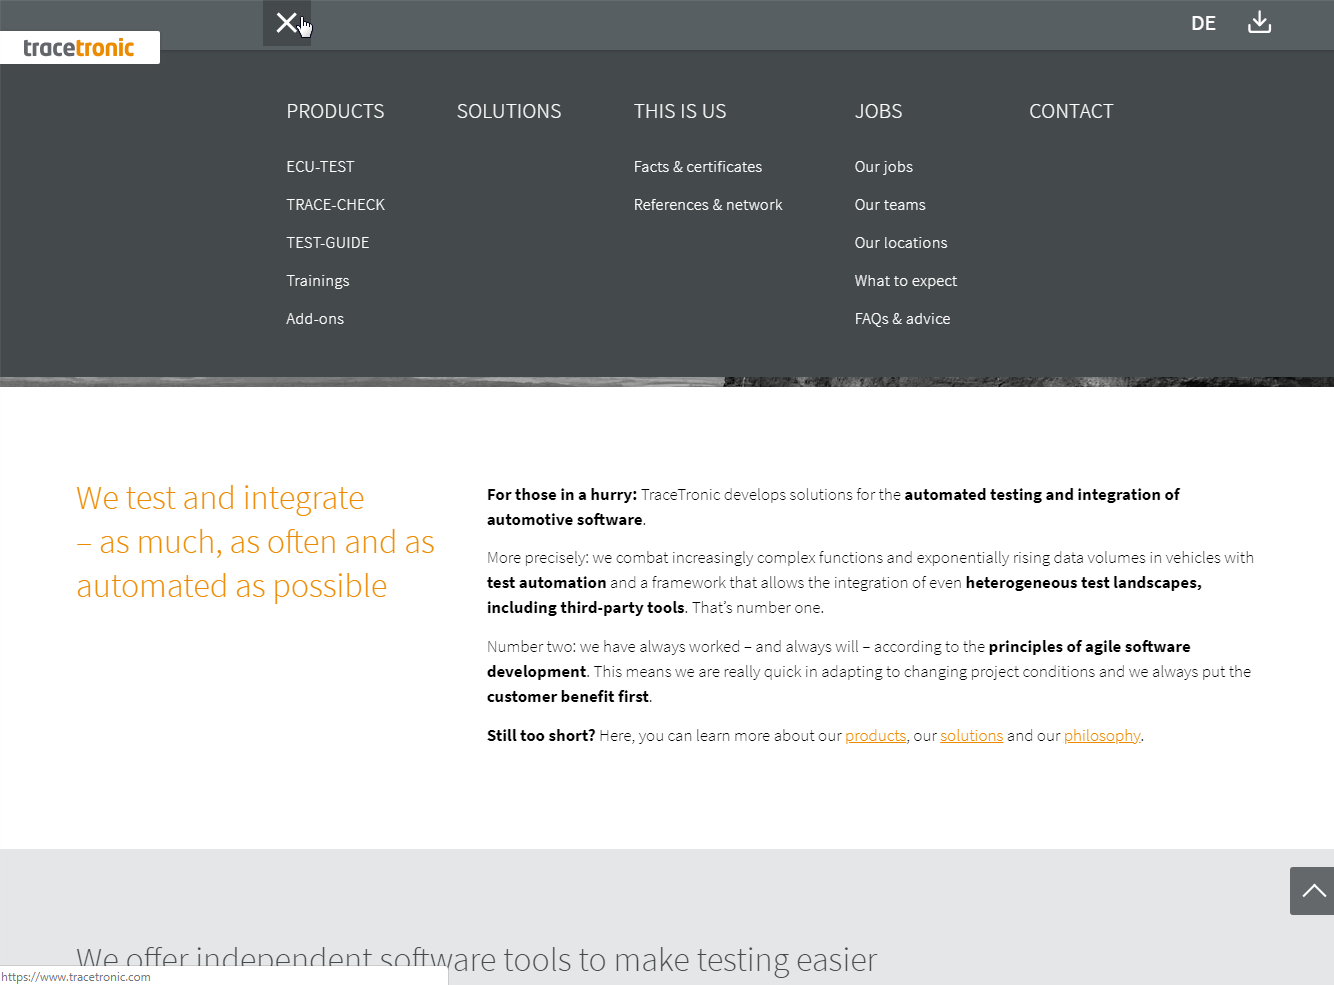 DE
tracetronic
PRODUCTS SOLUTIONS THIS IS US JOBS CONTACT
ECU-TEST Facts & certificates Our jobs
TRACE-CHECK References & network Our teams
TEST-GUIDE Our locations
Trainings What to expect
Add-ons FAQs & advice
We test and integrate
– as much, as often and as
automated as possible
For those in a hurry: TraceTronic develops solutions for the automated testing and integration of
automotive software.
More precisely: we combat increasingly complex functions and exponentially rising data volumes in vehicles with
test automation and a framework that allows the integration of even heterogeneous test landscapes,
including third-party tools. That’s number one.
Number two: we have always worked – and always will – according to the principles of agile software
development. This means we are really quick in adapting to changing project conditions and we always put the
customer benefit first.
Still too short? Here, you can learn more about our products, our solutions and our philosophy.
We offer independent software tools to make testing easier
https://www.tracetronic.com